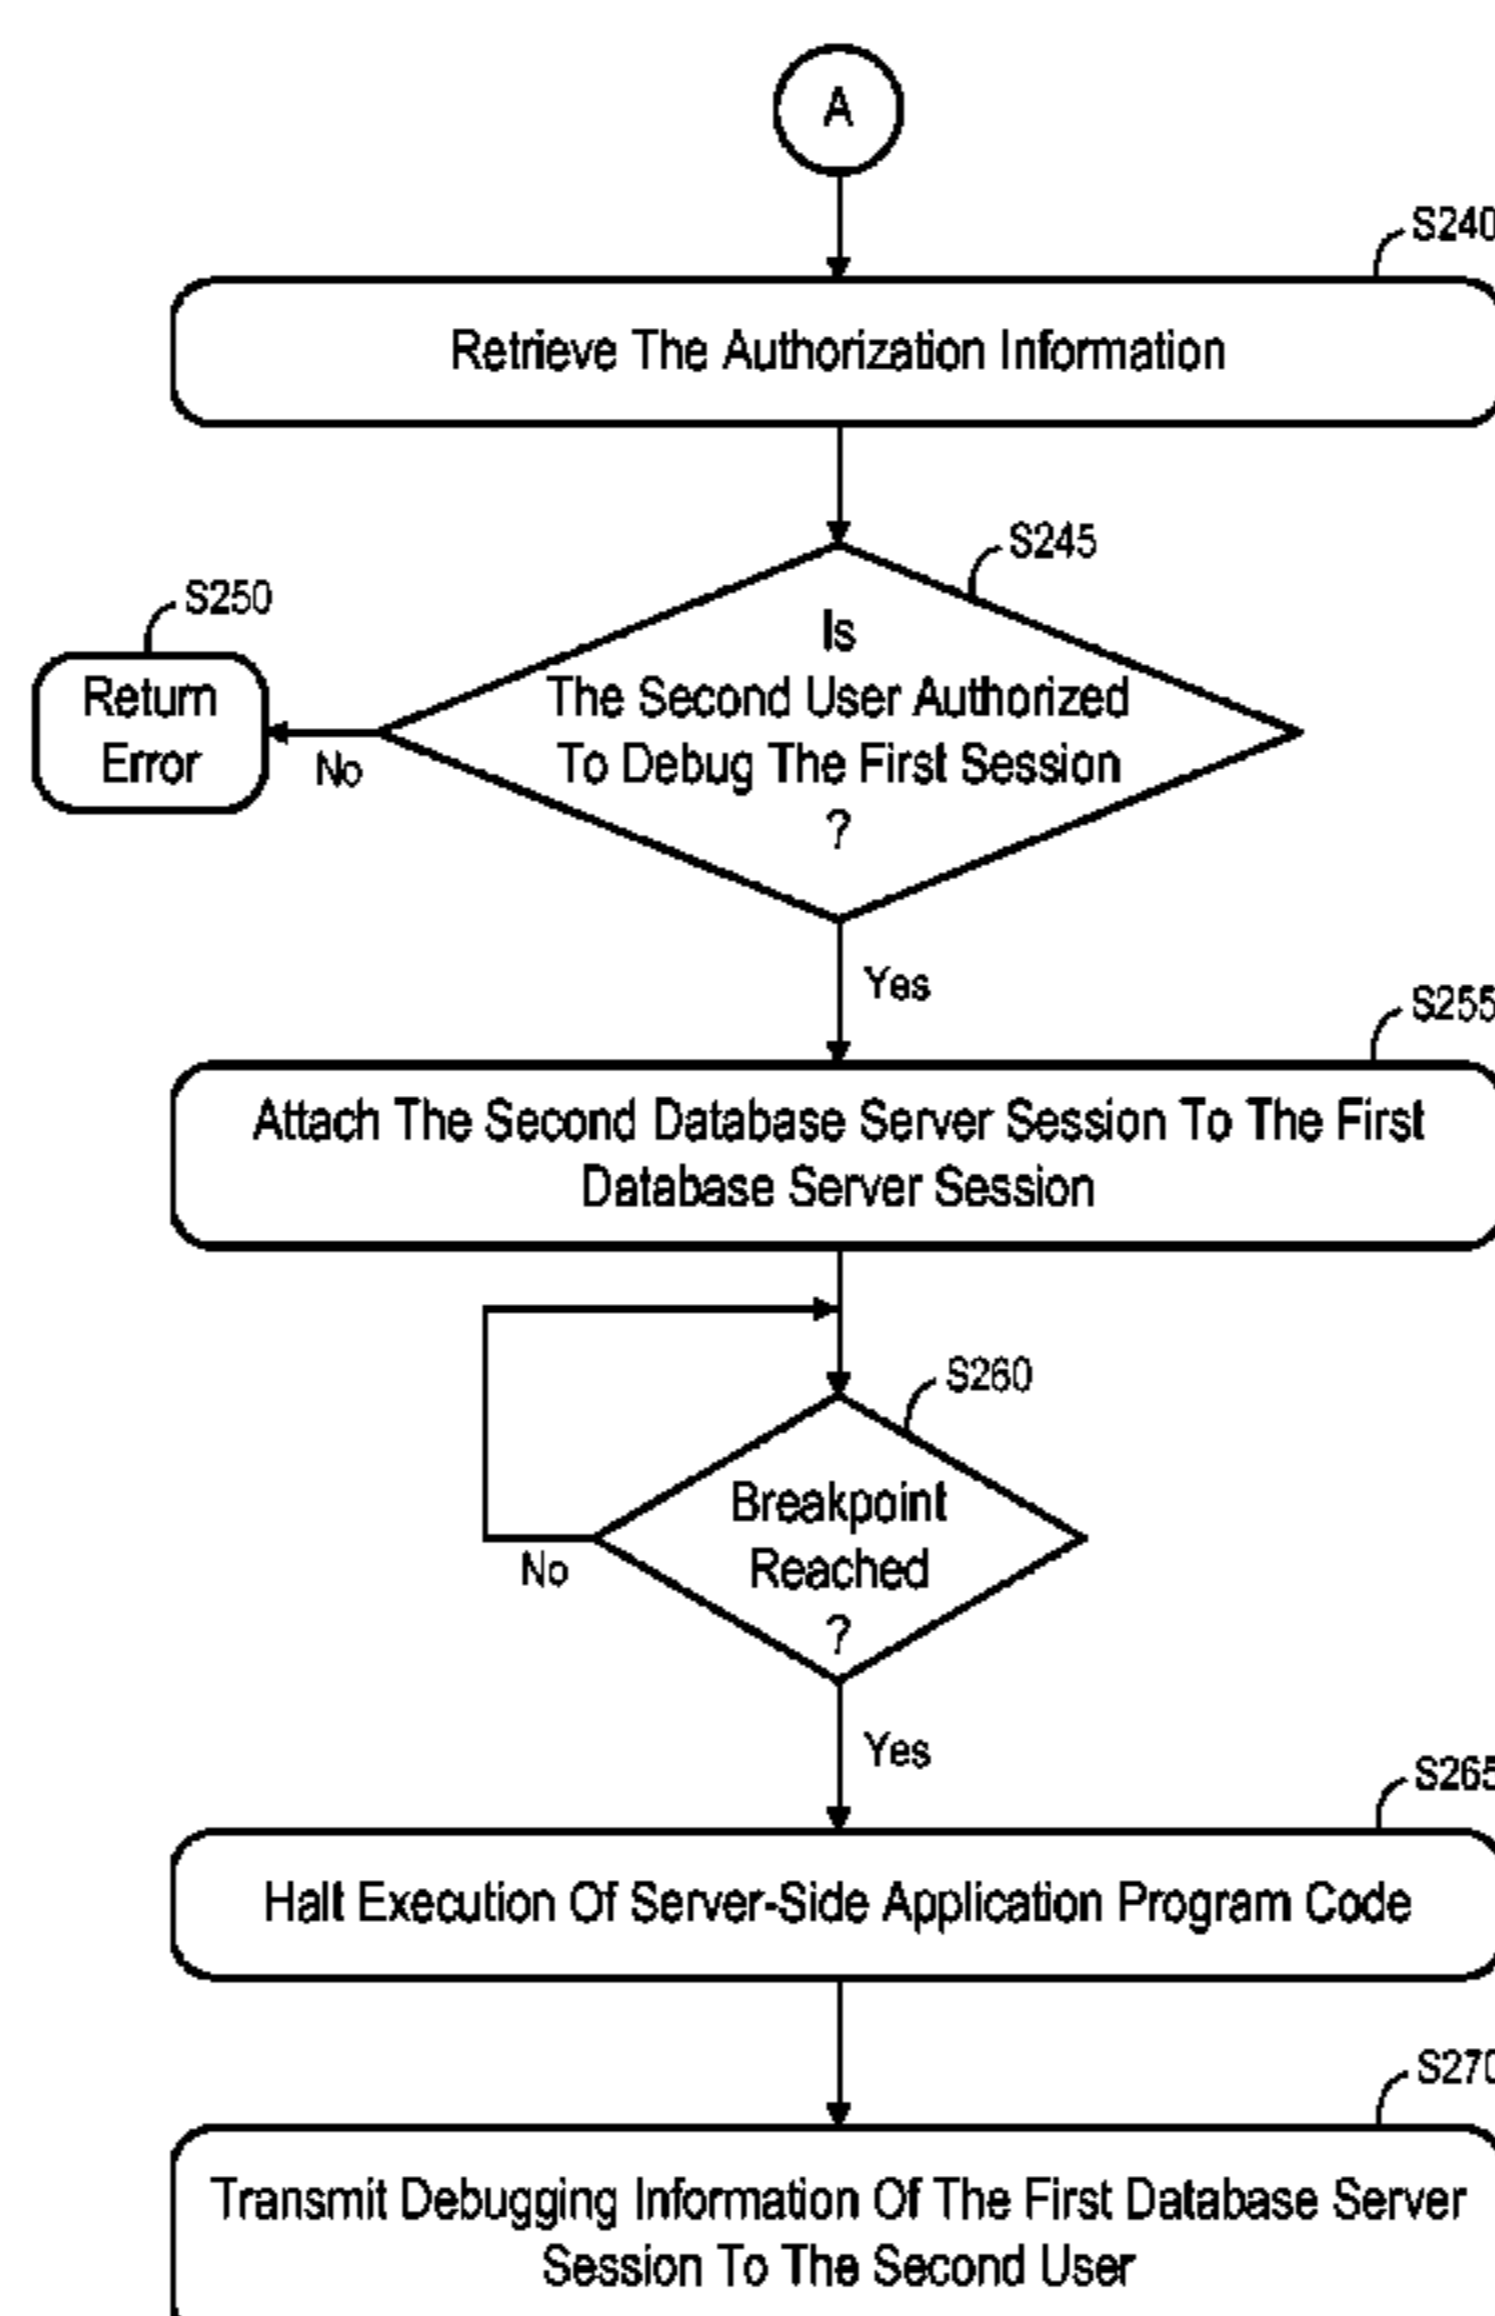 A
S240
Retrieve The Authorization Information
S245
Is
The Second User Authorized
To Debug The First Session
?
S250
Return
Error
No
Yes
S255
Attach The Second Database Server Session To The First
Database Server Session
S260
Breakpoint
Reached
?
No
Yes
S265
Halt Execution Of Server-Side Application Program Code
S270
Transmit Debugging Information Of The First Database Server
Session To The Second User